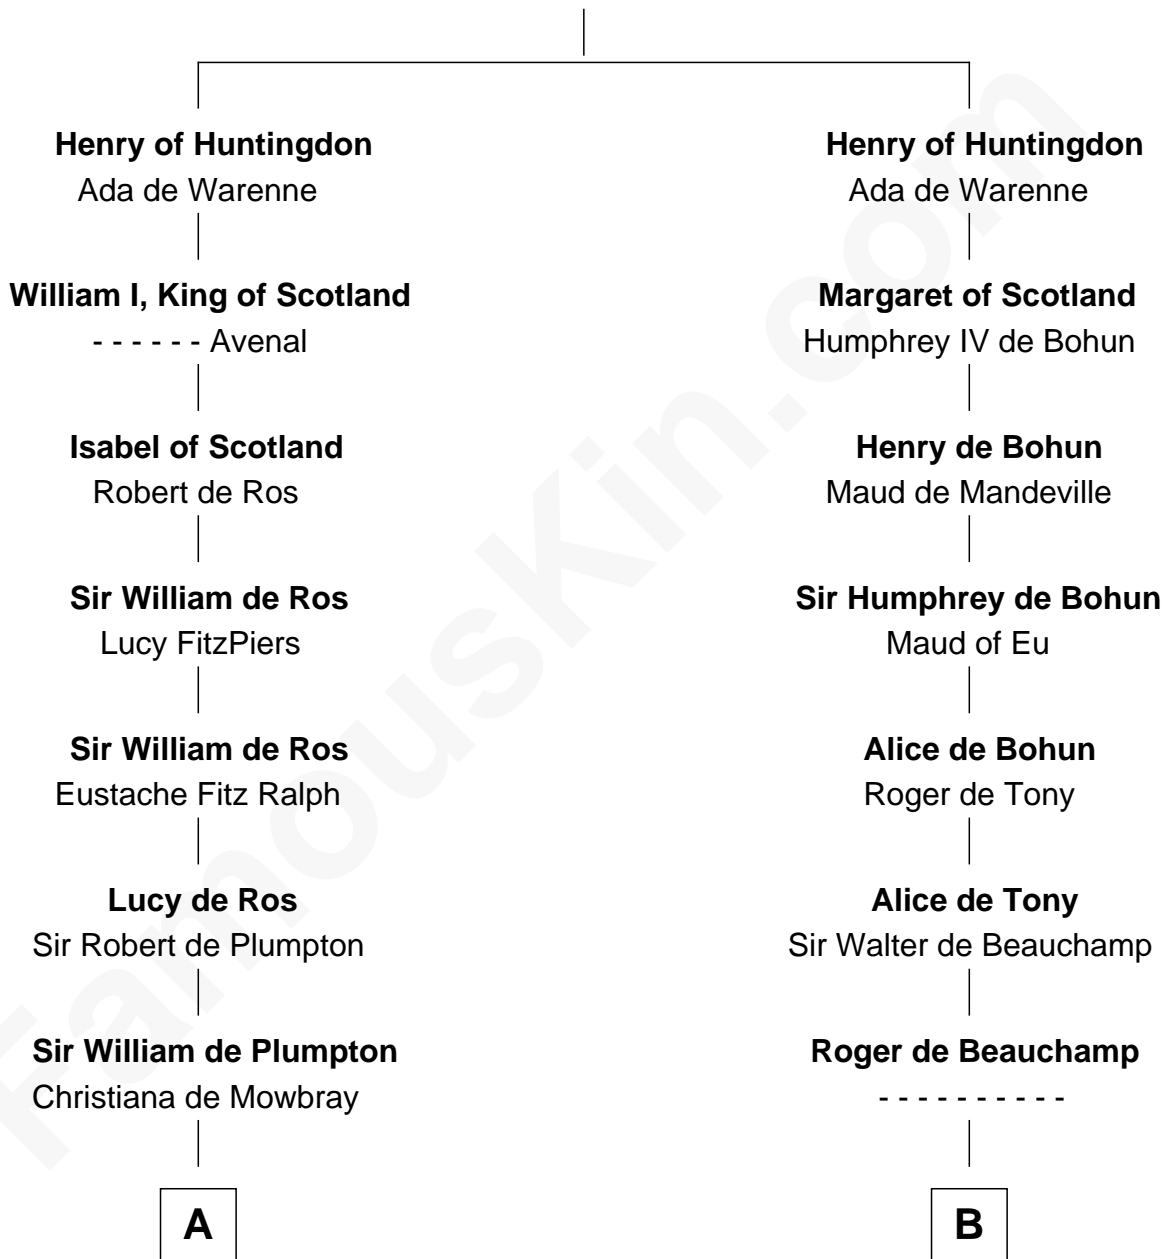 Henry of Huntingdon
Ada de Warenne
William I, King of Scotland
- - - - - - Avenal
Isabel of Scotland
Robert de Ros
Sir William de Ros
Lucy FitzPiers
Sir William de Ros
Eustache Fitz Ralph
Lucy de Ros
Sir Robert de Plumpton
Sir William de Plumpton
Christiana de Mowbray
A
Henry of Huntingdon
Ada de Warenne
Margaret of Scotland
Humphrey IV de Bohun
Henry de Bohun
Maud de Mandeville
Sir Humphrey de Bohun
Maud of Eu
Alice de Bohun
Roger de Tony
Alice de Tony
Sir Walter de Beauchamp
Roger de Beauchamp
- - - - - - - - - -
B
FamousKin.com